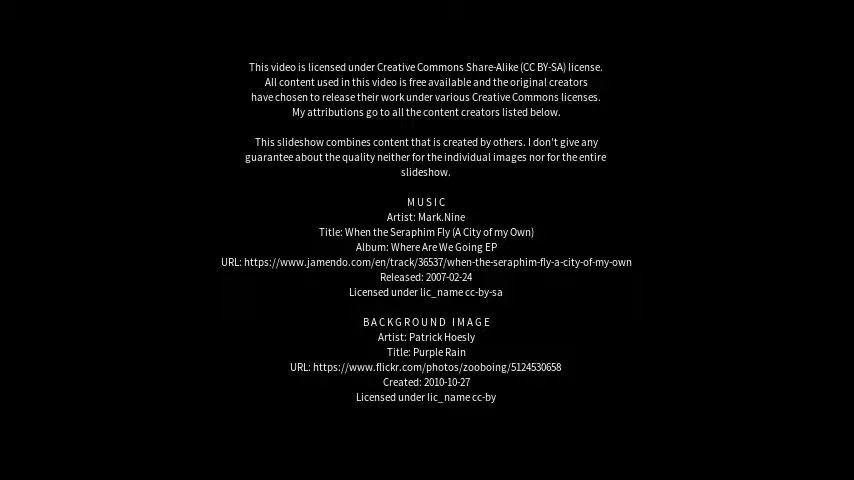 This video is licensed under Creative Commons Share-Alike (CC BY-SA) license.
All content used in this video is free available and the original creators
have chosen to release their work under various Creative Commons licenses.
My attributions go to all the content creators listed below.
This slideshow combines content that is created by others. I don't give any
guarantee about the quality neither for the individual images nor for the entire
slideshow.
MUSIC
Artist: Mark.Nine
Title: When the Seraphim Fly (A City of my Own)
Album: Where Are We Going EP
URL: https://www.jamendo.com/en/track/36537/when-the-seraphim-fly-a-city-of-my-own
Released: 2007-02-24
Licensed under lic_name cc-by-sa
BACKGROUND IMAGE
Artist: Patrick Hoesly
Title: Purple Rain
URL: https://www.flickr.com/photos/zooboing/5124530658
Created: 2010-10-27
Licensed under lic_name cc-by